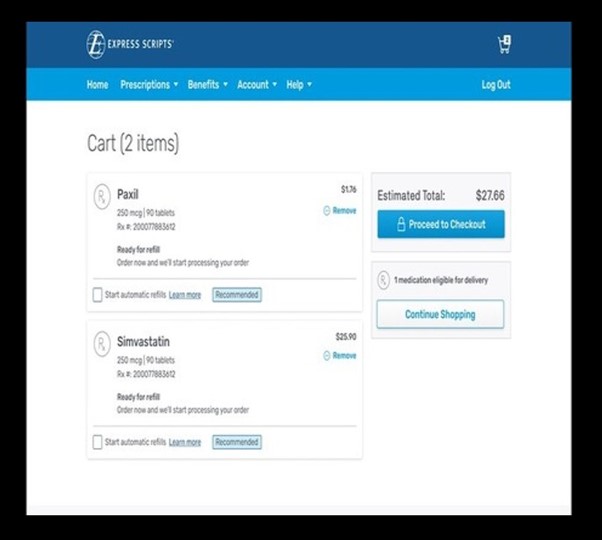 EXPRESS SCRIPTS®
2
Home Prescriptions Benefits Account Help Log Out
Cart (2 items)
Paxil $1.76
250 mcg | 90 tablets Remove
Rx #: 200077883612
Ready for refill
Order now and we'll start processing your order
Start automatic refills Learn more Recommended
Simvastatin $25.90
250 mcg | 90 tablets Remove
Rx #: 200077883612
Ready for refill
Order now and we'll start processing your order
Start automatic refills Learn more Recommended
Estimated Total: $27.66
Proceed to Checkout
1 medication eligible for delivery
Continue Shopping